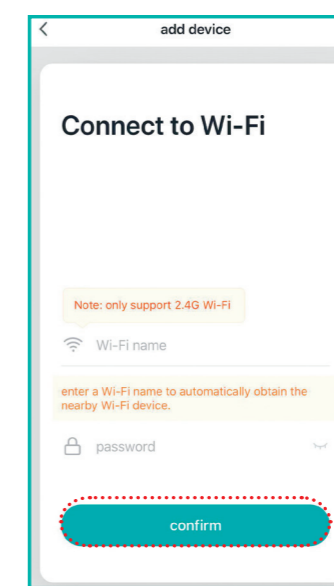 add device
Connect to Wi-Fi
Note: only support 2.4G Wi-Fi
Wi-Fi name
enter a Wi-Fi name to automatically obtain the
nearby Wi-Fi device.
password
confirm